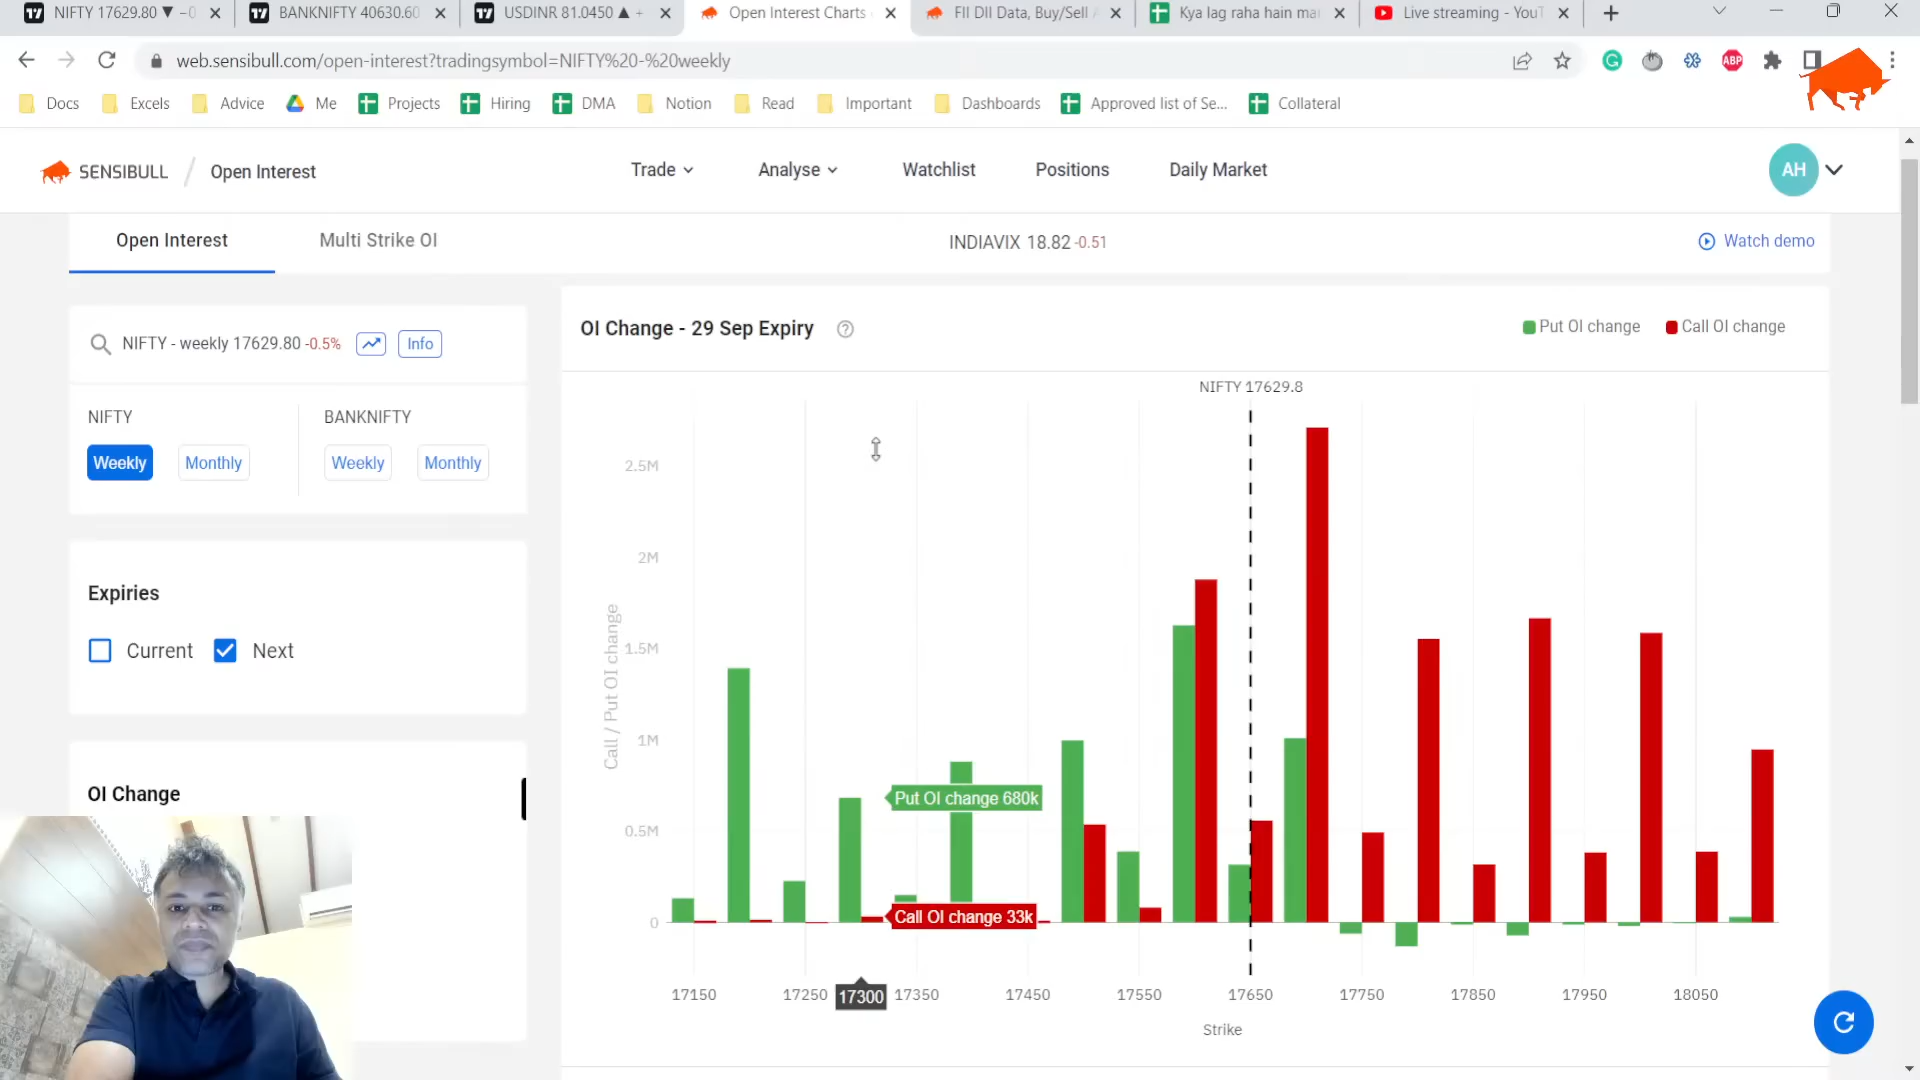 NIFTY 17629.80 ▼ −0
BANKNIFTY 40630.60
USDINR 81.0450 ▲ +
Open Interest Charts
FII DII Data, Buy/Sell
Kya lag raha hain ma
Live streaming - YouT
web.sensibull.com/open-interest?tradingsymbol=NIFTY%20-%20weekly
ABP
Docs
Excels
Advice
Me
Projects
Hiring
DMA
Notion
Read
Important
Dashboards
Approved list of Se...
Collateral
SENSIBULL / Open Interest
Trade
Analyse
Watchlist
Positions
Daily Market
AH
Open Interest
Multi Strike OI
INDIAVIX 18.82 -0.51
Watch demo
NIFTY - weekly 17629.80 -0.5%
Info
NIFTY
BANKNIFTY
Weekly
Monthly
Weekly
Monthly
Expiries
Current
Next
OI Change
OI Change - 29 Sep Expiry
Put OI change
Call OI change
NIFTY 17629.8
2.5M
2M
1.5M
1M
0.5M
0
Call / Put OI change
Put OI change 680k
Call OI change 33k
17150
17250
17300
17350
17450
17550
17650
17750
17850
17950
18050
Strike